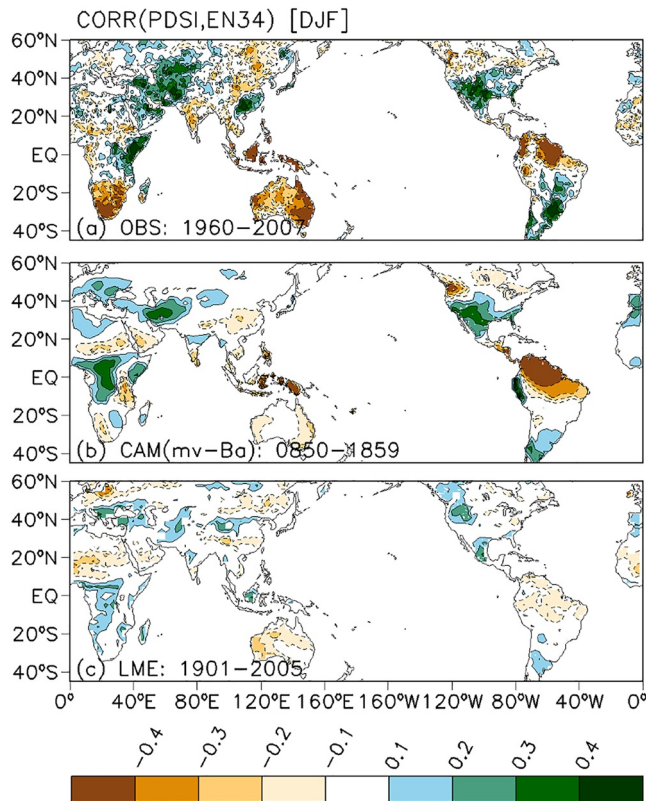 CORR(PDSI,EN34) [DJF]
60°N
40°N
20°N
EQ
20°S
40°S
(a) OBS: 1960-2007
60°N
40°N
20°N
EQ
20°S
40°S
(b) CAM(mv-Ba): 0850-1859
60°N
40°N
20°N
EQ
20°S
40°S
(c) LME: 1901-2005
0° 40°E 80°E 120°E 160°E 160°W 120°W 80°W 40°W 0°
-0.4 -0.3 -0.2 -0.1 0.1 0.2 0.3 0.4